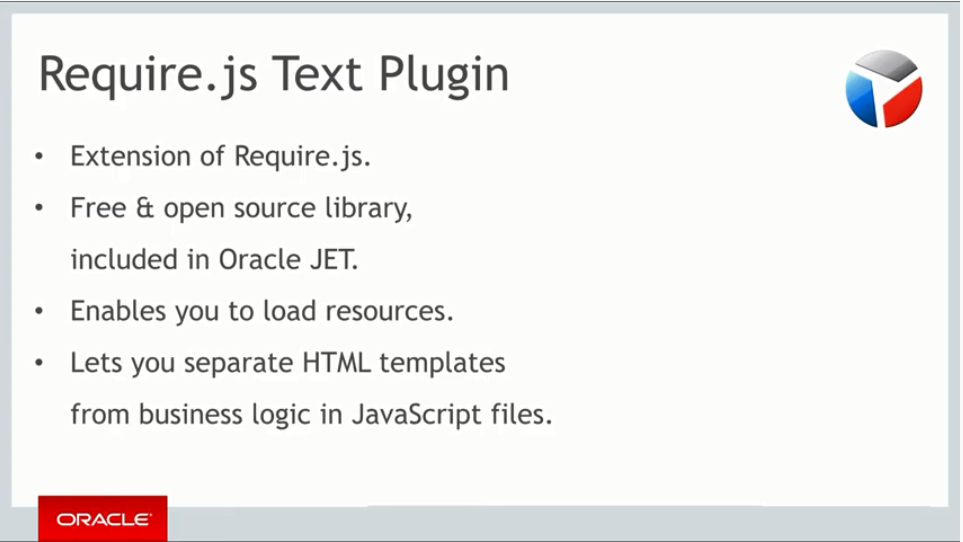 Require.js Text Plugin
• Extension of Require.js.
• Free & open source library,
included in Oracle JET.
• Enables you to load resources.
• Lets you separate HTML templates
from business logic in JavaScript files.
ORACLE